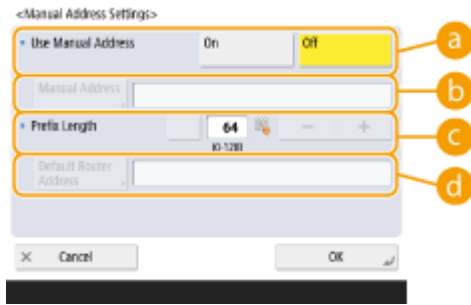 <Manual Address Settings>
Use Manual Address On Off a
Manual Address b
Prefix Length 64 − + c
(0-128)
Default Router
Address d
× Cancel OK